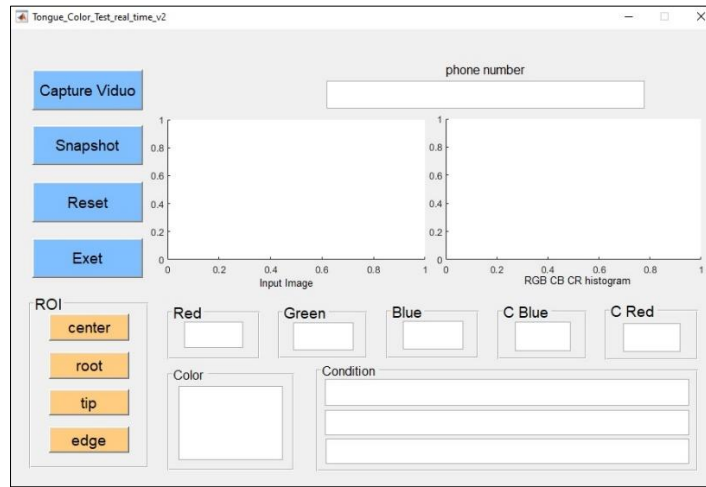 Tongue_Color_Test_real_time_v2
phone number
Capture Viduo
Snapshot
Reset
Exet
1
0.8
0.6
0.4
0.2
0
0 0.2 0.4 0.6 0.8 1
Input Image
1
0.8
0.6
0.4
0.2
0
0 0.2 0.4 0.6 0.8 1
RGB CB CR histogram
ROI
center
root
tip
edge
Red
Green
Blue
C Blue
C Red
Color
Condition